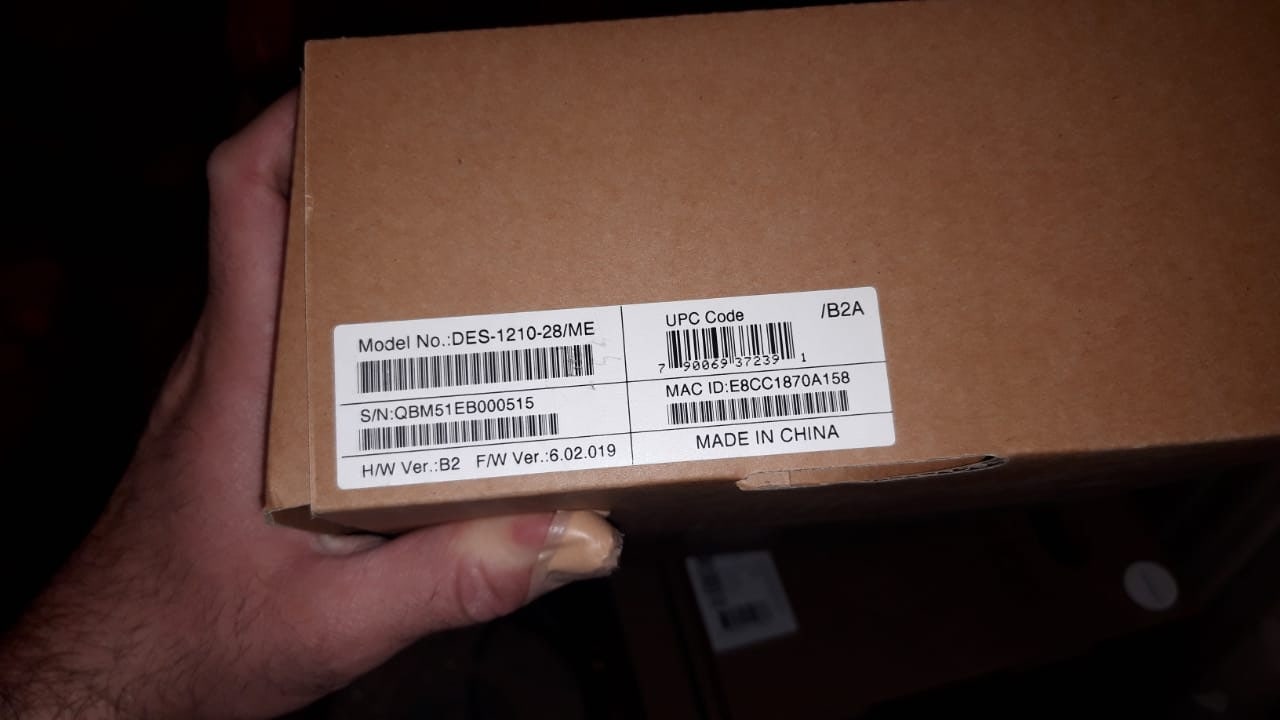 Model No.:DES-1210-28/ME
S/N:QBM51EB000515
H/W Ver.:B2 F/W Ver.:6.02.019
UPC Code /B2A
7 90069 37239 1
MAC ID:E8CC1870A158
MADE IN CHINA